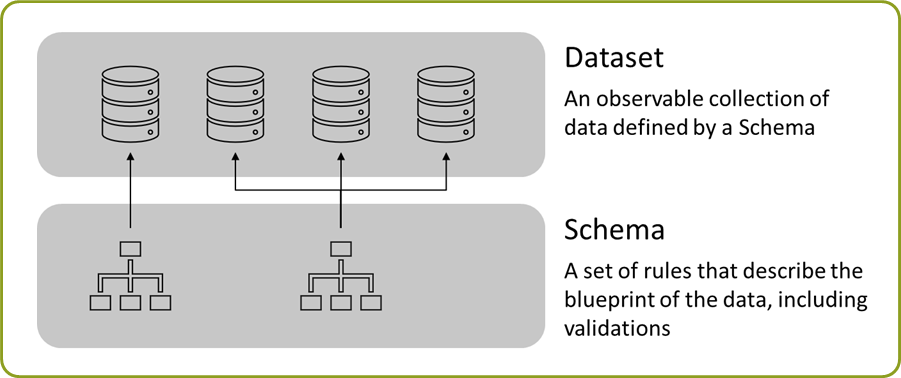 Dataset
An observable collection of
data defined by a Schema
Schema
A set of rules that describe the
blueprint of the data, including
validations